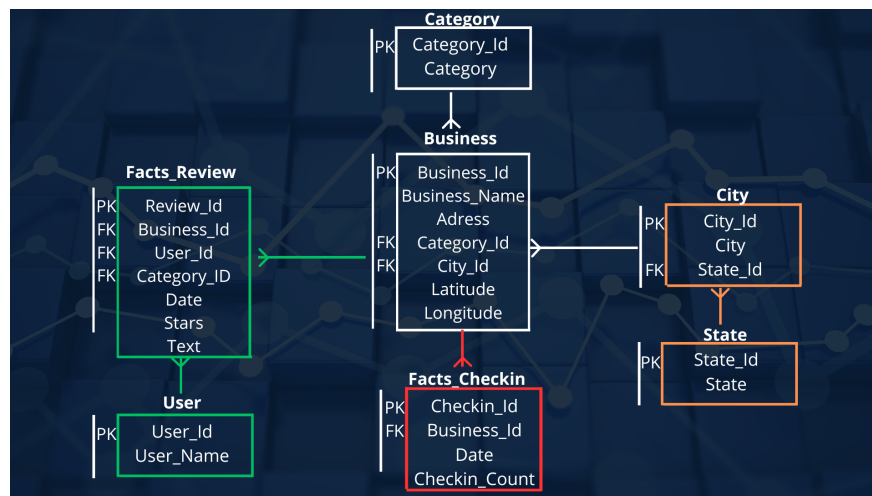 Category
PK Category_Id
Category
Business
PK Business_Id
Business_Name
Adress
FK Category_Id
FK City_Id
Latitude
Longitude
Facts_Review
PK Review_Id
FK Business_Id
FK User_Id
FK Category_ID
Date
Stars
Text
City
PK City_Id
City
FK State_Id
State
PK State_Id
State
User
PK User_Id
User_Name
Facts_Checkin
PK Checkin_Id
FK Business_Id
Date
Checkin_Count